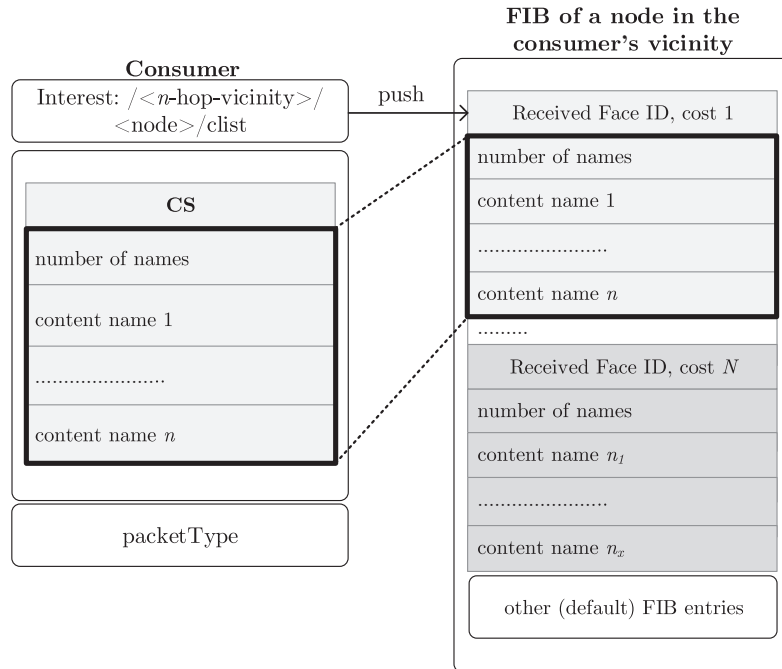 Consumer
Interest: /<n-hop-vicinity>/
<node>/clist
push
CS
number of names
content name 1
......................
content name n
packetType
FIB of a node in the
consumer's vicinity
Received Face ID, cost 1
number of names
content name 1
......................
content name n
.........
Received Face ID, cost N
number of names
content name n₁
......................
content name nₓ
other (default) FIB entries